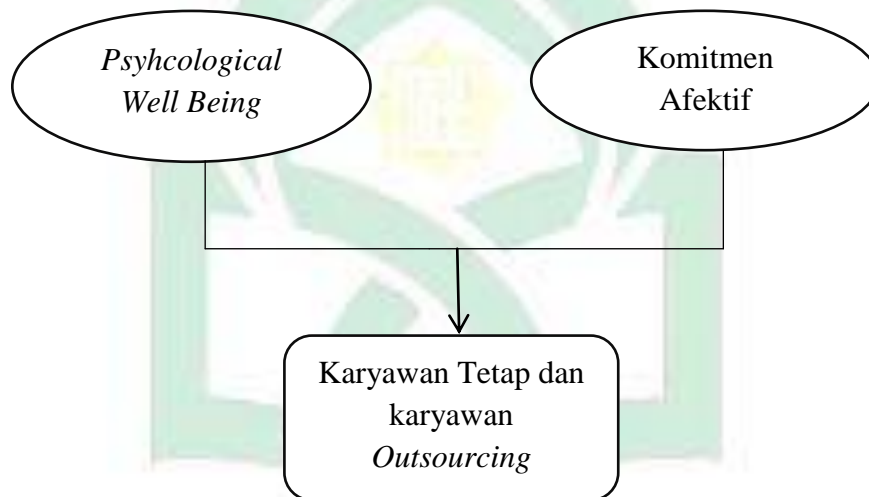 Psyhcological
Well Being
Komitmen
Afektif
Karyawan Tetap dan
karyawan
Outsourcing